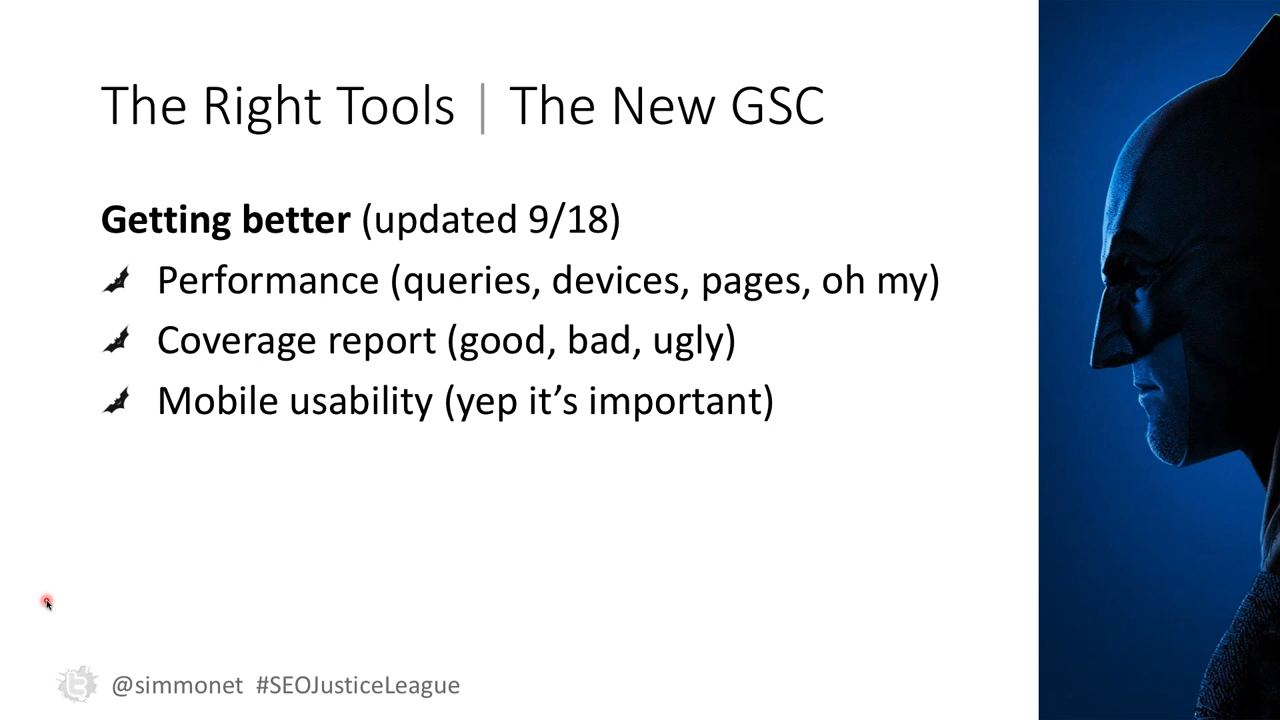 The Right Tools | The New GSC
Getting better (updated 9/18)
Performance (queries, devices, pages, oh my)
Coverage report (good, bad, ugly)
Mobile usability (yep it’s important)
@simmonet #SEOJusticeLeague